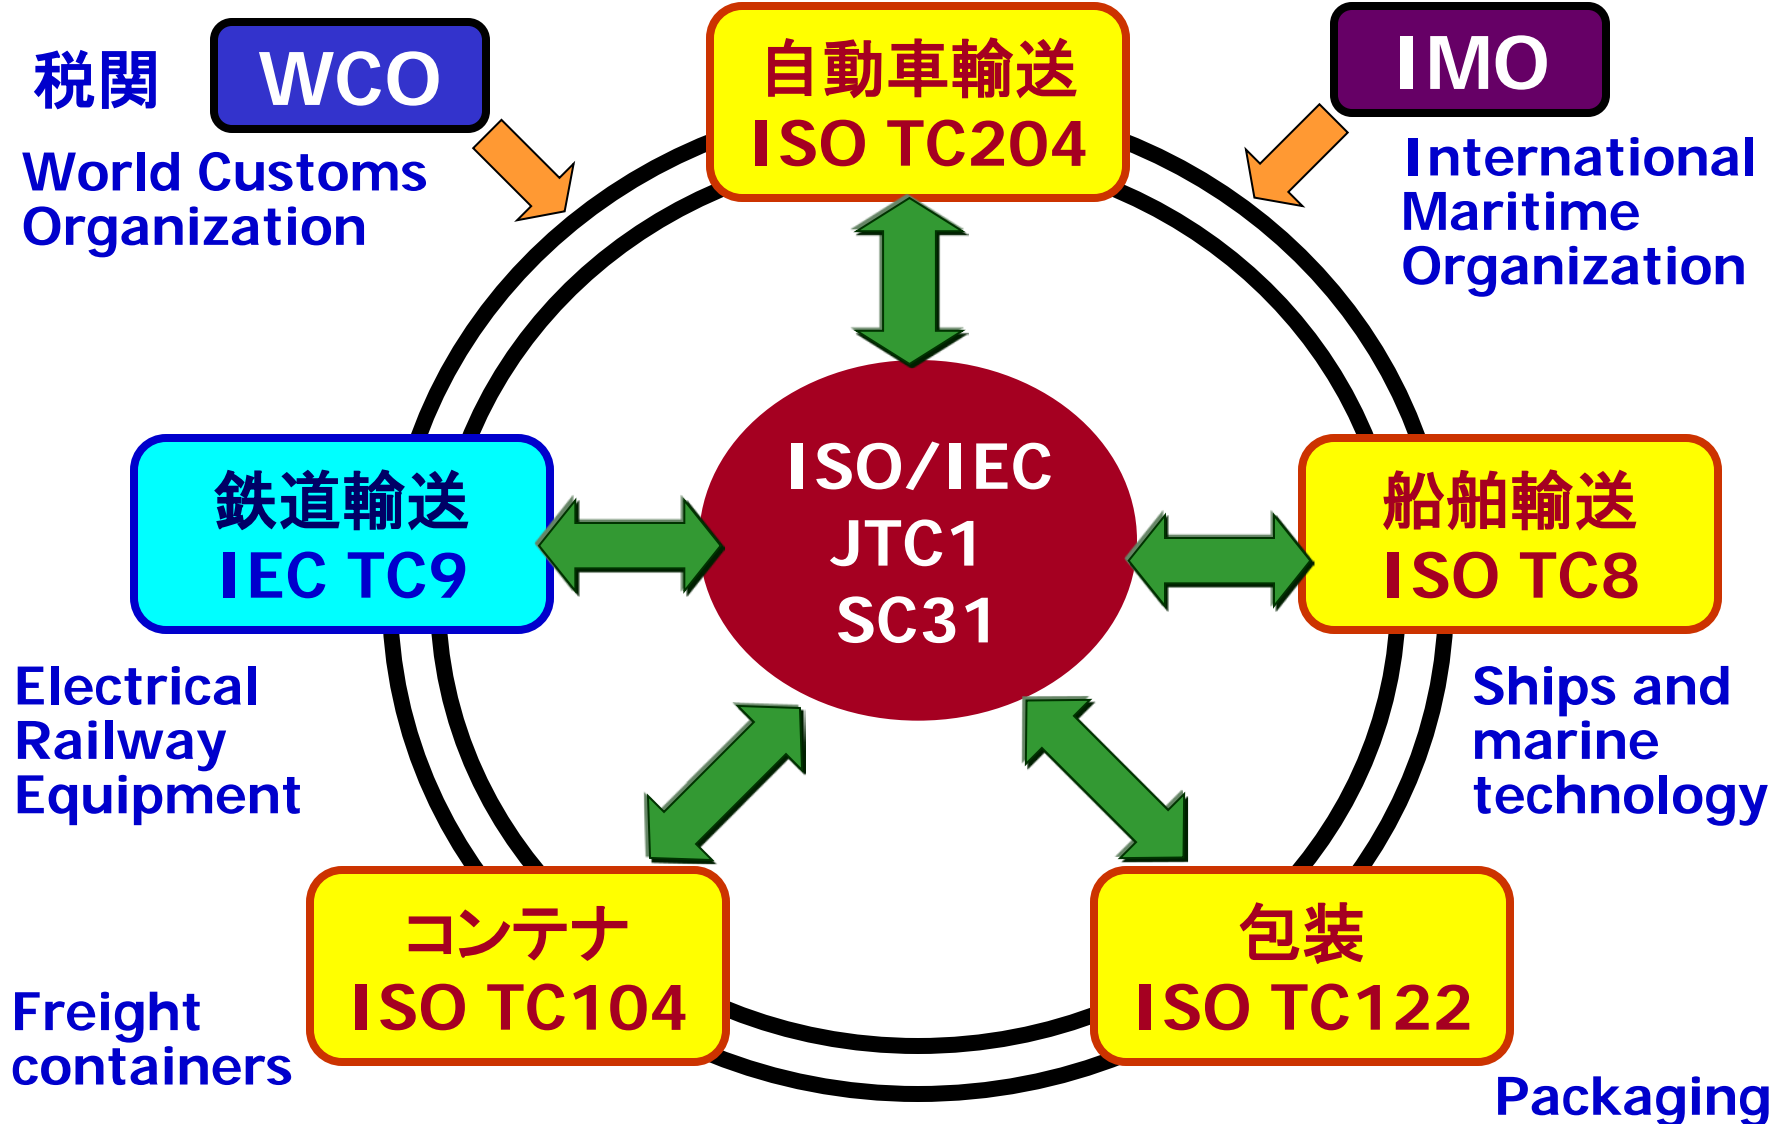 税関
WCO
World Customs
Organization
自動車輸送
ISO TC204
IMO
International
Maritime
Organization
ISO/IEC
JTC1
SC31
鉄道輸送
IEC TC9
Electrical
Railway
Equipment
船舶輸送
ISO TC8
Ships and
marine
technology
コンテナ
ISO TC104
Freight
containers
包装
ISO TC122
Packaging